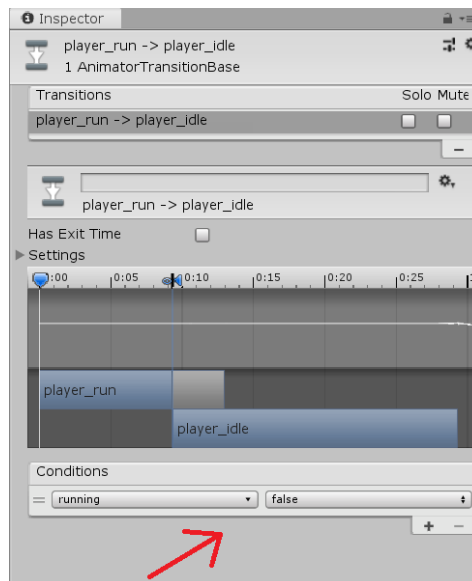 Inspector
player_run -> player_idle
1 AnimatorTransitionBase
Transitions Solo Mute
player_run -> player_idle
player_run -> player_idle
Has Exit Time
Settings
:00 0:05 0:10 0:15 0:20 0:25
player_run
player_idle
Conditions
running false